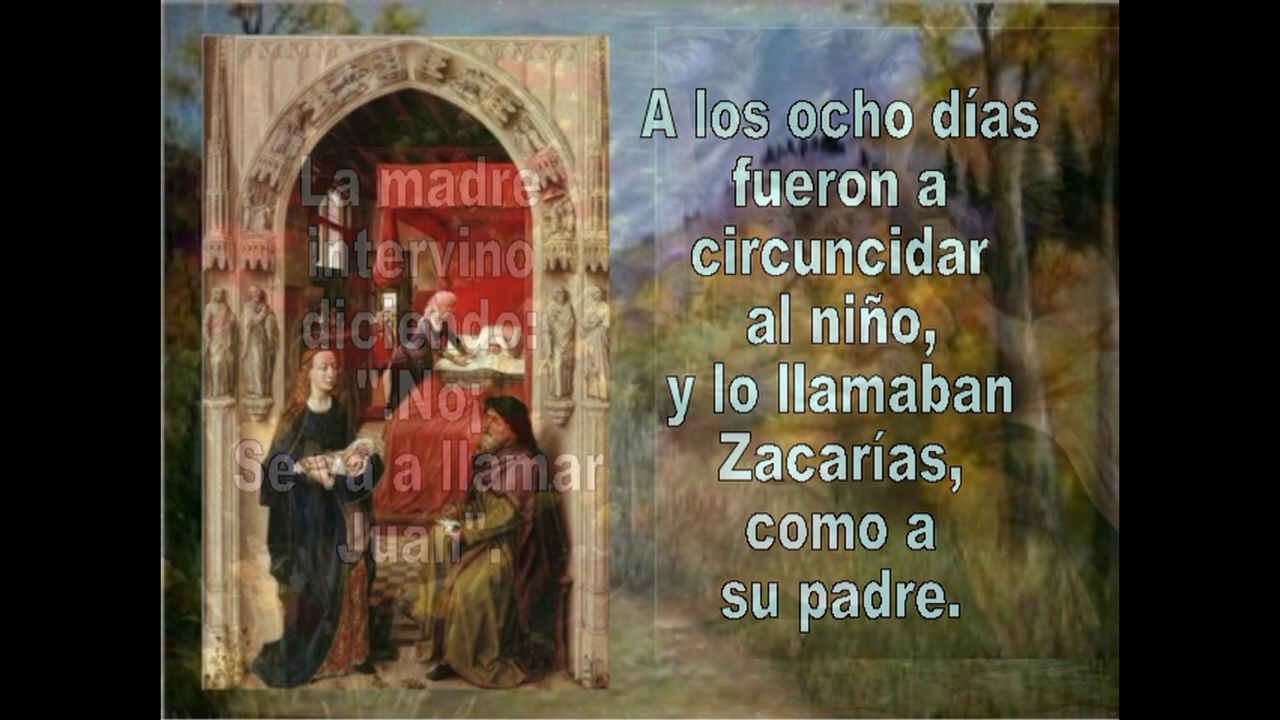 La madre
intervino
diciendo:
"!No¡
Se va a llamar
Juan".
A los ocho días
fueron a
circuncidar
al niño,
y lo llamaban
Zacarías,
como a
su padre.